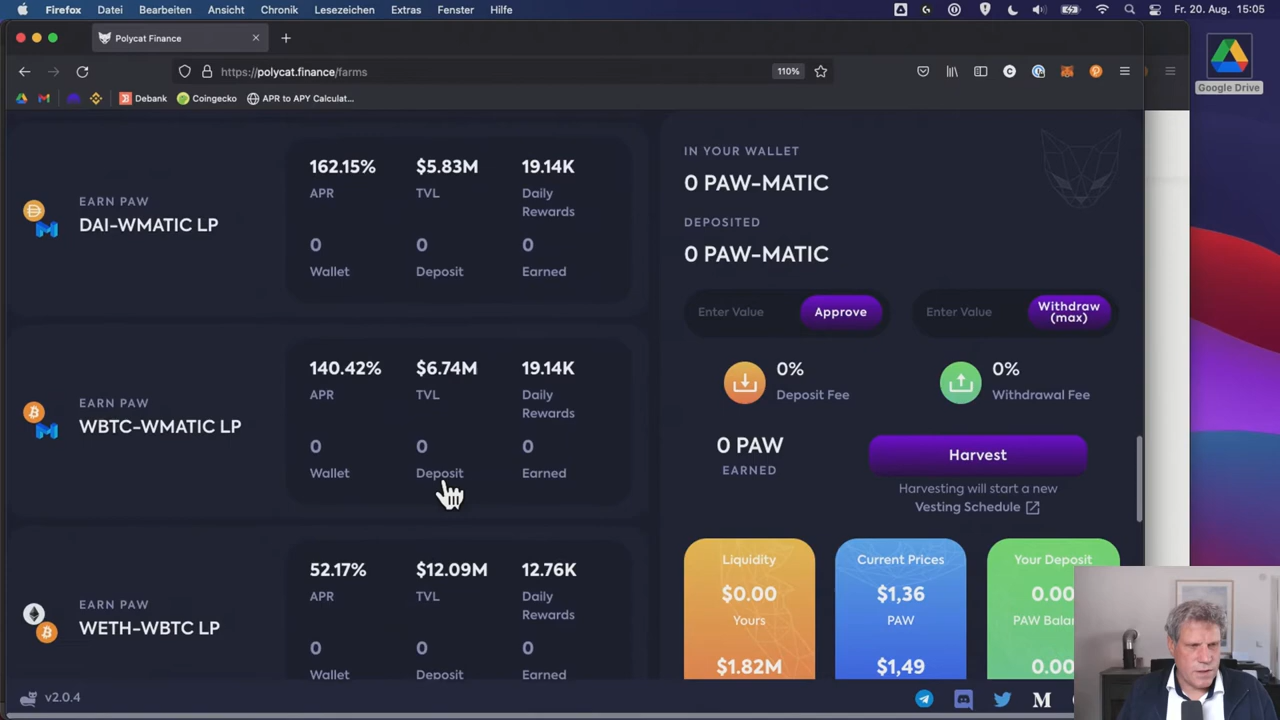 Firefox Datei Bearbeiten Ansicht Chronik Lesezeichen Extras Fenster Hilfe Fr. 20. Aug. 15:05
Polycat Finance
https://polycat.finance/farms 110%
Debank Coingecko APR to APY Calculat...
Google Drive
EARN PAW
DAI-WMATIC LP
162.15% $5.83M 19.14K
APR TVL Daily Rewards
0 0 0
Wallet Deposit Earned
EARN PAW
WBTC-WMATIC LP
140.42% $6.74M 19.14K
APR TVL Daily Rewards
0 0 0
Wallet Deposit Earned
EARN PAW
WETH-WBTC LP
52.17% $12.09M 12.76K
APR TVL Daily Rewards
0 0 0
Wallet Deposit Earned
IN YOUR WALLET
0 PAW-MATIC
DEPOSITED
0 PAW-MATIC
Enter Value Approve Enter Value Withdraw (max)
0% Deposit Fee
0% Withdrawal Fee
0 PAW
EARNED
Harvest
Harvesting will start a new
Vesting Schedule
Liquidity
$0.00
Yours
$1.82M
Current Prices
$1,36
PAW
$1,49
Your Deposit
0.00
PAW Balan
0.00
v2.0.4